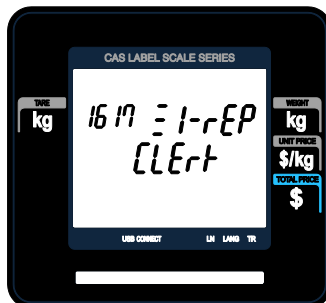 CAS LABEL SCALE SERIES
TARE
kg
1617 1-rEP
CLErk
WEIGHT
kg
UNIT PRICE
$/kg
TOTAL PRICE
$
USB CONNECT LN LANG TR